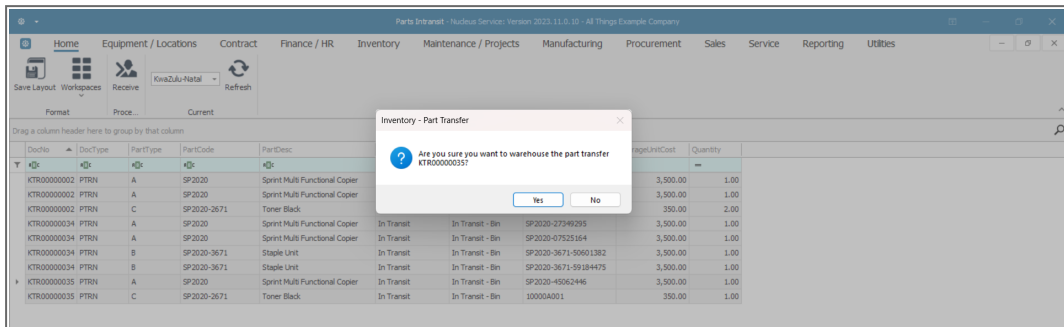 Parts Intransit - Nucleus Service: Version 2023.11.0.10 - All Things Example Company
Home Equipment / Locations Contract Finance / HR Inventory Maintenance / Projects Manufacturing Procurement Sales Service Reporting Utilities
Save Layout Workspaces Receive KwaZulu-Natal Refresh
Format Proce... Current
Drag a column header here to group by that column
Inventory - Part Transfer
Are you sure you want to warehouse the part transfer
KTR00000035?
Yes No
DocNo DocType PartType PartCode PartDesc rageUnitCost Quantity
KTR00000002 PTRN A SP2020 Sprint Multi Functional Copier 3,500.00 1.00
KTR00000002 PTRN A SP2020 Sprint Multi Functional Copier 3,500.00 1.00
KTR00000002 PTRN C SP2020-2671 Toner Black 350.00 2.00
KTR00000034 PTRN A SP2020 Sprint Multi Functional Copier In Transit In Transit - Bin SP2020-27349295 3,500.00 1.00
KTR00000034 PTRN A SP2020 Sprint Multi Functional Copier In Transit In Transit - Bin SP2020-07525164 3,500.00 1.00
KTR00000034 PTRN B SP2020-3671 Staple Unit In Transit In Transit - Bin SP2020-3671-50601382 3,500.00 1.00
KTR00000034 PTRN B SP2020-3671 Staple Unit In Transit In Transit - Bin SP2020-3671-59184475 3,500.00 1.00
KTR00000035 PTRN A SP2020 Sprint Multi Functional Copier In Transit In Transit - Bin SP2020-45062446 3,500.00 1.00
KTR00000035 PTRN C SP2020-2671 Toner Black In Transit In Transit - Bin 10000A001 350.00 1.00